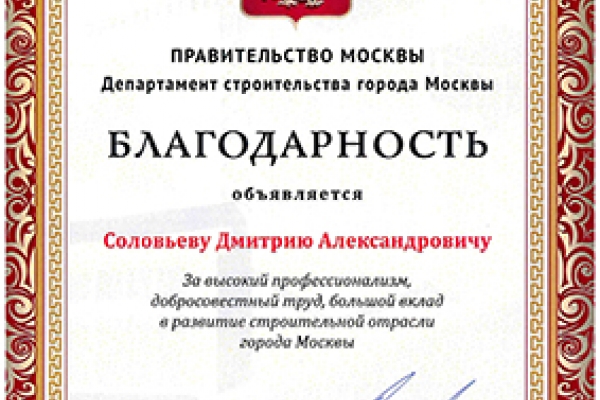 ПРАВИТЕЛЬСТВО МОСКВЫ
Департамент строительства города Москвы
БЛАГОДАРНОСТЬ
объявляется
Соловьеву Дмитрию Александровичу
За высокий профессионализм,
добросовестный труд, большой вклад
в развитие строительной отрасли
города Москвы